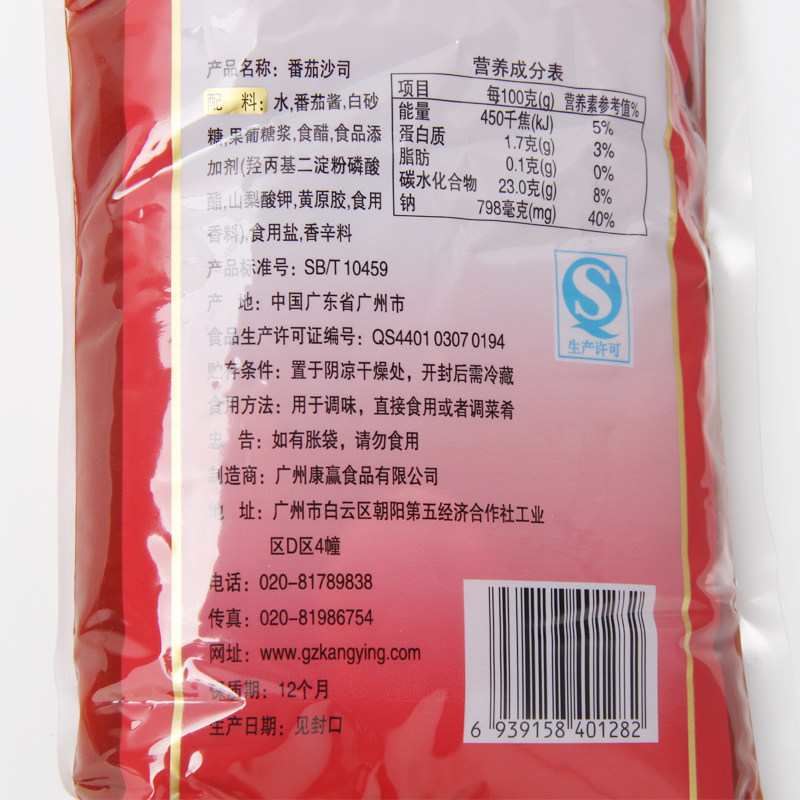 产品名称：番茄沙司
配 料：水,番茄酱,白砂
糖,果葡糖浆,食醋,食品添
加剂(羟丙基二淀粉磷酸
酯,山梨酸钾,黄原胶,食用
香料),食用盐,香辛料
产品标准号：SB/T 10459
产 地：中国广东省广州市
食品生产许可证编号：QS4401 0307 0194
贮存条件：置于阴凉干燥处，开封后需冷藏
食用方法：用于调味，直接食用或者调菜肴
忠 告：如有胀袋，请勿食用
制造商：广州康赢食品有限公司
地 址：广州市白云区朝阳第五经济合作社工业
区D区4幢
电话：020-81789838
传真：020-81986754
网址：www.gzkangying.com
保质期：12个月
生产日期：见封口
营养成分表
项目 每100克(g) 营养素参考值%
能量 450千焦(kJ) 5%
蛋白质 1.7克(g) 3%
脂肪 0.1克(g) 0%
碳水化合物 23.0克(g) 8%
钠 798毫克(mg) 40%
S
生产许可
6 939158 401282